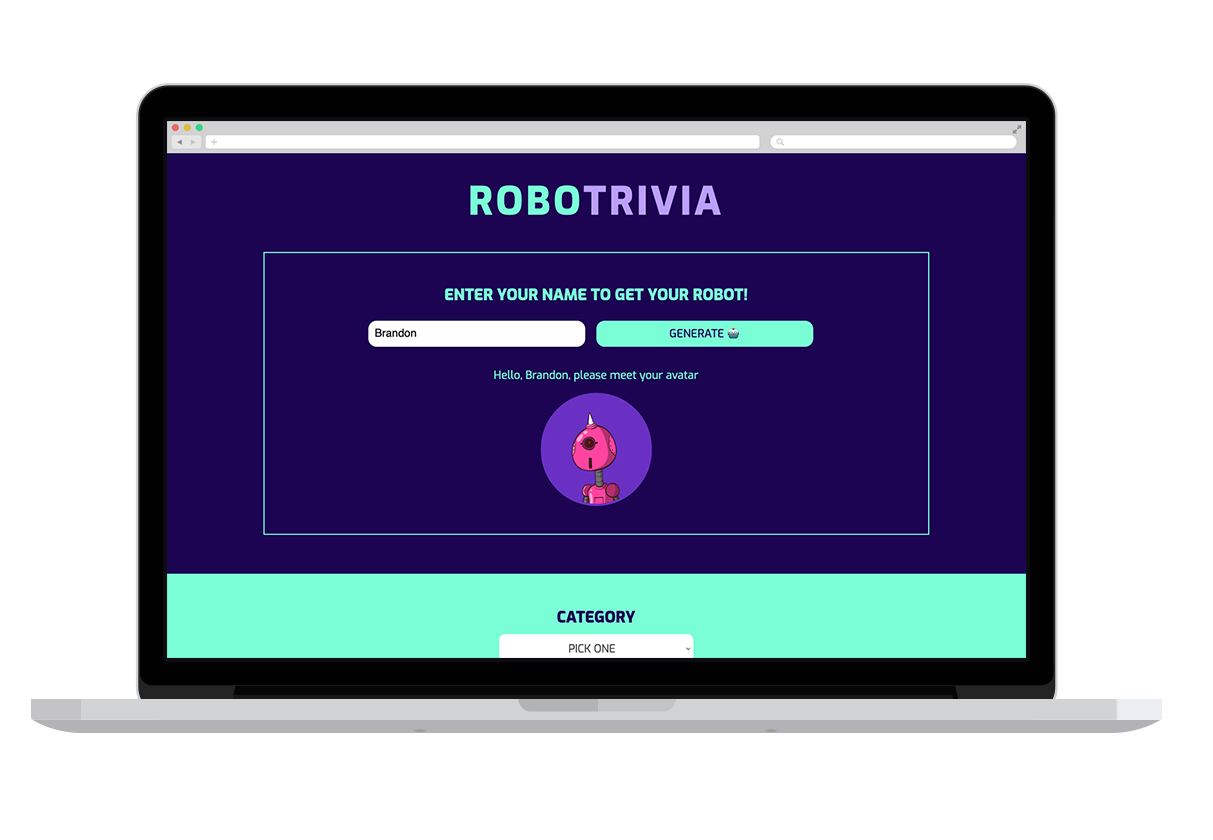 ROBOTRIVIA
ENTER YOUR NAME TO GET YOUR ROBOT!
Brandon
GENERATE 🤖
Hello, Brandon, please meet your avatar
CATEGORY
PICK ONE